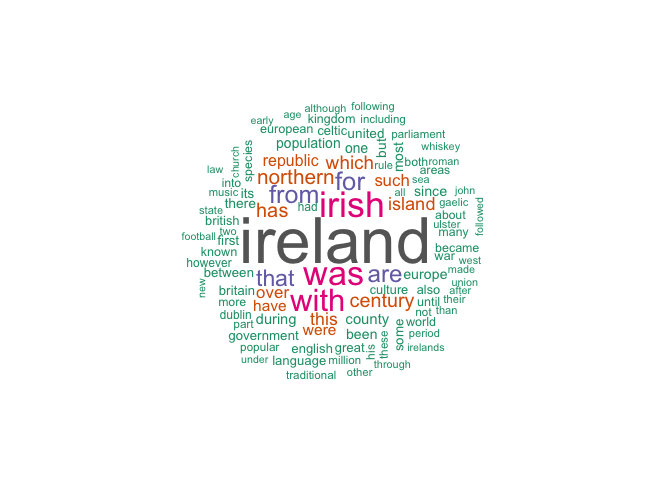 although following
early age kingdom including
european celtic united parliament
church species population one but most whiskey
law republic which rule both roman
into northern such areas
music its from for all sea since john
there has had irish island gaelic followed
state british about ulster
football two first ireland many
known became
however between that was are europe war west
new britain over with culture also made union
more have century until their after
dublin part during this county not than
government were been some world
popular english great his these period irelands
under language million through
traditional other